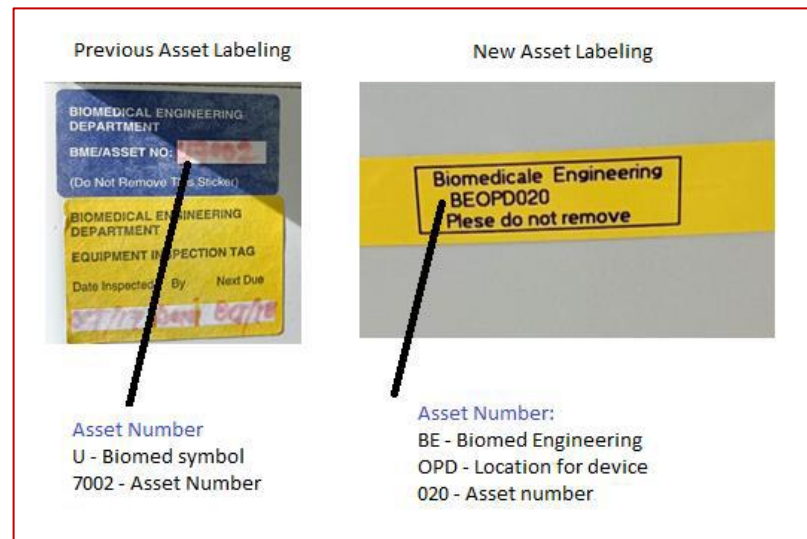 Previous Asset Labeling
New Asset Labeling
BIOMEDICAL ENGINEERING
DEPARTMENT
BME/ASSET NO:
(Do Not Remove This Sticker)
BIOMEDICAL ENGINEERING
DEPARTMENT
EQUIPMENT INSPECTION TAG
Date Inspected By Next Due
Biomedicale Engineering
BEOPD020
Plese do not remove
Asset Number
U - Biomed symbol
7002 - Asset Number
Asset Number:
BE - Biomed Engineering
OPD - Location for device
020 - Asset number